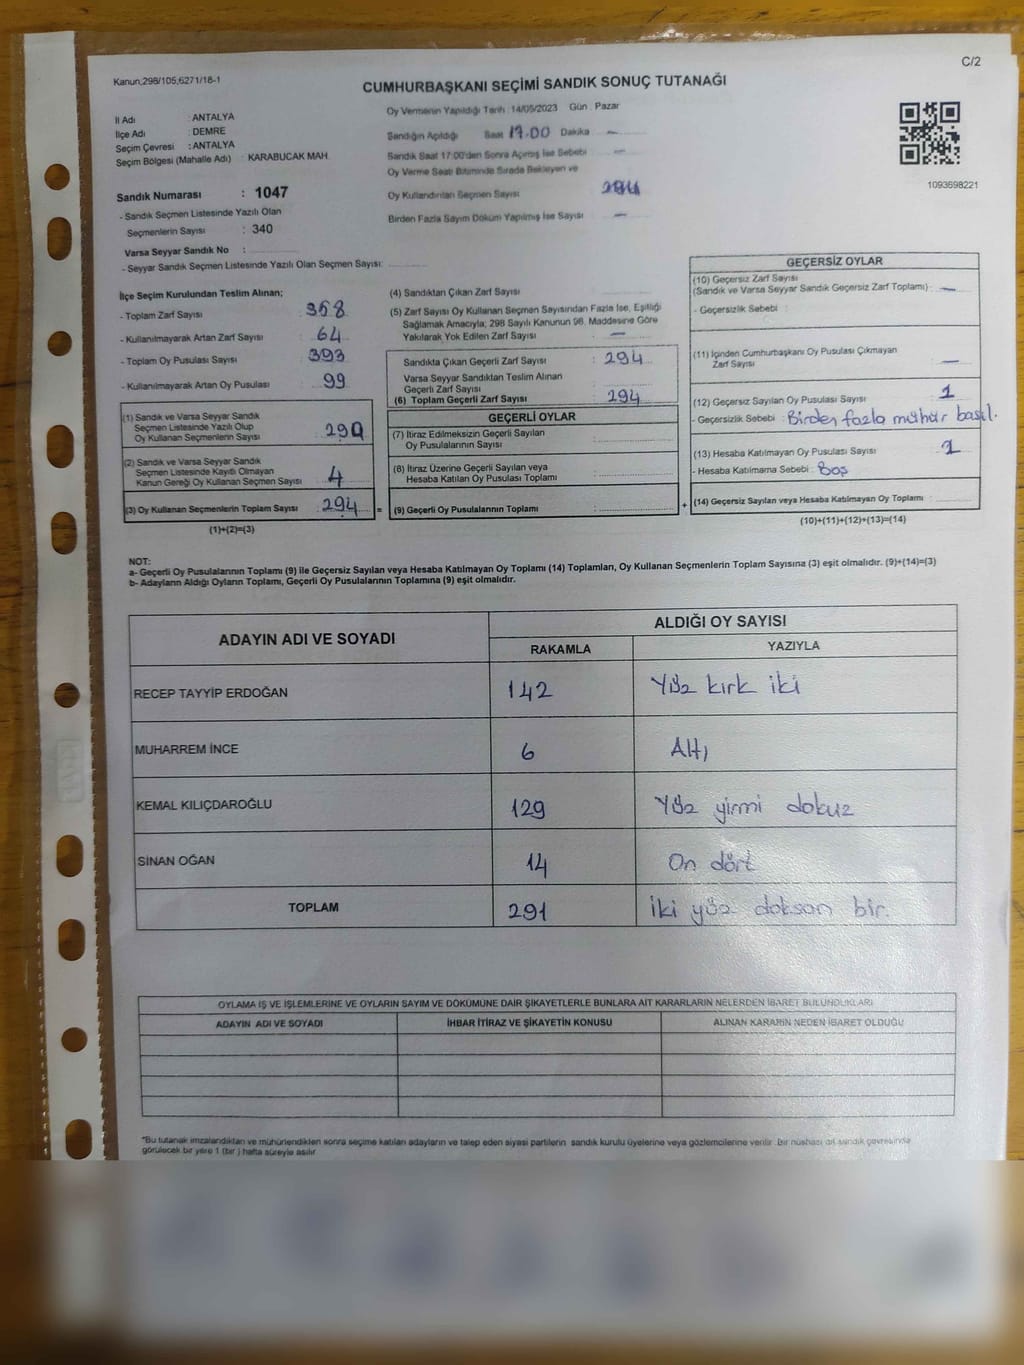 C/2
Kanun;298/105,6271/18-1
CUMHURBAŞKANI SEÇİMİ SANDIK SONUÇ TUTANAĞI
İl Adı : ANTALYA
İlçe Adı : DEMRE
Seçim Çevresi : ANTALYA
Seçim Bölgesi (Mahalle Adı) : KARABUCAK MAH.
Sandık Numarası : 1047
- Sandık Seçmen Listesinde Yazılı Olan
Seçmenlerin Sayısı : 340
Varsa Seyyar Sandık No :
- Seyyar Sandık Seçmen Listesinde Yazılı Olan Seçmen Sayısı:
Oy Vermenin Yapıldığı Tarih : 14/05/2023 Gün : Pazar
Sandığın Açıldığı Saat 17.00 Dakika —
Sandık Saat 17:00'den Sonra Açılmış İse Sebebi —
Oy Verme Saati Bitiminde Sırada Bekleyen ve
Oy Kullandırılan Seçmen Sayısı
Birden Fazla Sayım Döküm Yapılmış İse Sayısı —
1093698221
İlçe Seçim Kurulundan Teslim Alınan;
- Toplam Zarf Sayısı : 358
- Kullanılmayarak Artan Zarf Sayısı : 64
- Toplam Oy Pusulası Sayısı : 393
- Kullanılmayarak Artan Oy Pusulası : 99
(1) Sandık ve Varsa Seyyar Sandık
Seçmen Listesinde Yazılı Olup
Oy Kullanan Seçmenlerin Sayısı : 290
(2) Sandık ve Varsa Seyyar Sandık
Seçmen Listesinde Kayıtlı Olmayan
Kanun Gereği Oy Kullanan Seçmen Sayısı : 4
(3) Oy Kullanan Seçmenlerin Toplam Sayısı : 294 =
(1)+(2)=(3)
(4) Sandıktan Çıkan Zarf Sayısı :
(5) Zarf Sayısı Oy Kullanan Seçmen Sayısından Fazla İse, Eşitliği
Sağlamak Amacıyla; 298 Sayılı Kanunun 98. Maddesine Göre
Yakılarak Yok Edilen Zarf Sayısı : —
Sandıkta Çıkan Geçerli Zarf Sayısı : 294
Varsa Seyyar Sandıktan Teslim Alınan
Geçerli Zarf Sayısı :
(6) Toplam Geçerli Zarf Sayısı : 294
GEÇERLİ OYLAR
(7) İtiraz Edilmeksizin Geçerli Sayılan
Oy Pusulalarının Sayısı :
(8) İtiraz Üzerine Geçerli Sayılan veya
Hesaba Katılan Oy Pusulası Toplamı :
(9) Geçerli Oy Pusulalarının Toplamı : +
GEÇERSİZ OYLAR
(10) Geçersiz Zarf Sayısı
(Sandık ve Varsa Seyyar Sandık Geçersiz Zarf Toplamı) : —
- Geçersizlik Sebebi :
(11) İçinden Cumhurbaşkanı Oy Pusulası Çıkmayan
Zarf Sayısı : —
(12) Geçersiz Sayılan Oy Pusulası Sayısı : 1
- Geçersizlik Sebebi : Birden fazla mühür basıl.
(13) Hesaba Katılmayan Oy Pusulası Sayısı : 1
- Hesaba Katılmama Sebebi : Boş
(14) Geçersiz Sayılan veya Hesaba Katılmayan Oy Toplamı :
(10)+(11)+(12)+(13)=(14)
NOT:
a- Geçerli Oy Pusulalarının Toplamı (9) ile Geçersiz Sayılan veya Hesaba Katılmayan Oy Toplamı (14) Toplamları, Oy Kullanan Seçmenlerin Toplam Sayısına (3) eşit olmalıdır. (9)+(14)=(3)
b- Adayların Aldığı Oyların Toplamı, Geçerli Oy Pusulalarının Toplamına (9) eşit olmalıdır.
ADAYIN ADI VE SOYADI
ALDIĞI OY SAYISI
RAKAMLA YAZIYLA
RECEP TAYYİP ERDOĞAN 142 Yüz kırk iki
MUHARREM İNCE 6 Altı
KEMAL KILIÇDAROĞLU 129 Yüz yirmi dokuz
SİNAN OĞAN 14 On dört
TOPLAM 291 İki yüz doksan bir.
OYLAMA İŞ VE İŞLEMLERİNE VE OYLARIN SAYIM VE DÖKÜMÜNE DAİR ŞİKAYETLERLE BUNLARA AİT KARARLARIN NELERDEN İBARET BULUNDUKLARI
ADAYIN ADI VE SOYADI İHBAR İTİRAZ VE ŞİKAYETİN KONUSU ALINAN KARARIN NEDEN İBARET OLDUĞU
"Bu tutanak imzalandıktan ve mühürlendikten sonra seçime katılan adayların ve talep eden siyasi partilerin sandık kurulu üyelerine veya gözlemcilerine verilir. Bir nüshası da sandık çevresinde
görülecek bir yere 1 (bir) hafta süreyle asılır.